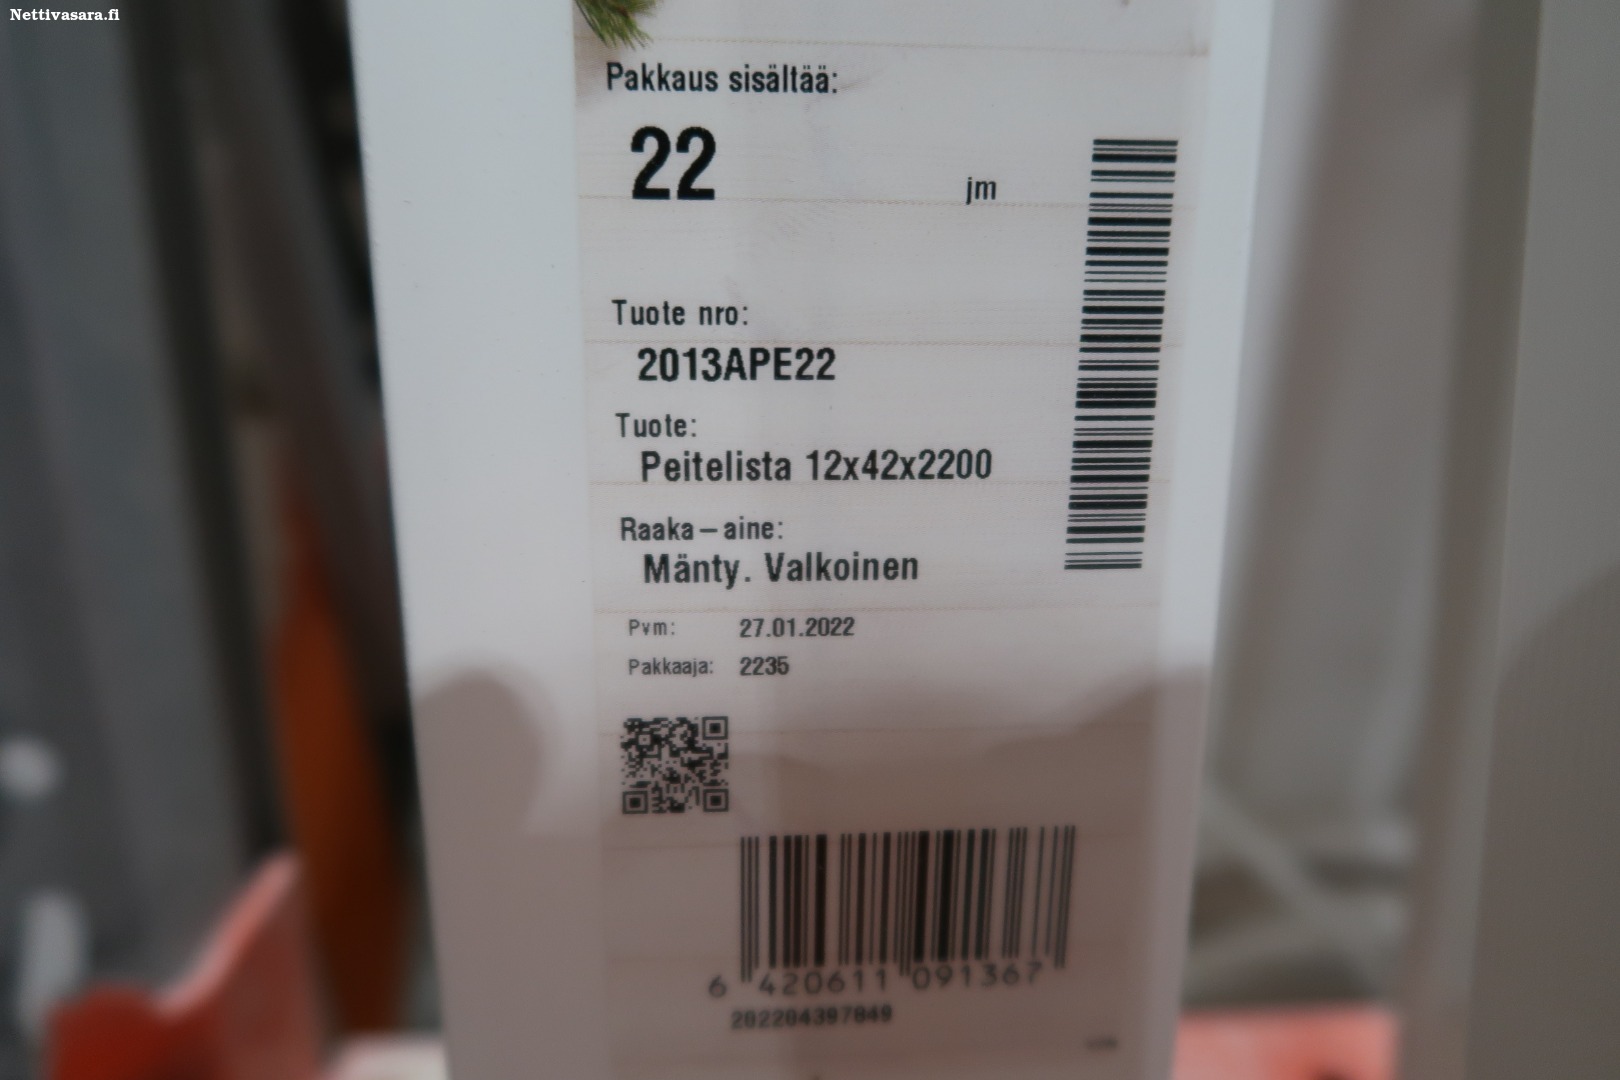 Nettivasara.fi
Pakkaus sisältää:
22 jm
Tuote nro:
2013APE22
Tuote:
Peitelista 12x42x2200
Raaka-aine:
Mänty. Valkoinen
Pvm: 27.01.2022
Pakkaaja: 2235
6 420611 091367
202204397849